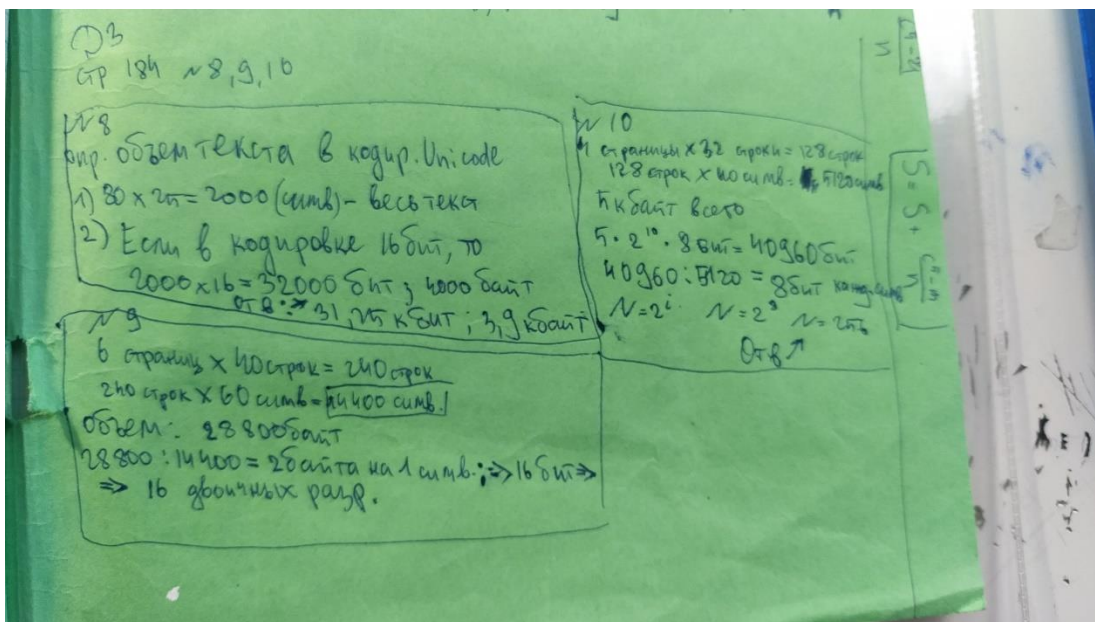 ДЗ
стр 184 №8,9,10
№8
опр. объем текста в кодир. Unicode
1) 80 × 25 = 2000 (симв) – весь текст
2) Если в кодировке 16 бит, то
2000 × 16 = 32000 бит ; 4000 байт
Отв: 31,25 кбит ; 3,9 кбайт
№9
6 страниц × 40 строк = 240 строк
240 строк × 60 симв = 14400 симв.
Объем: 28800 байт
28800 : 14400 = 2 байта на 1 симв. ; => 16 бит =>
=> 16 двоичных разр.
№10
4 страницы × 32 строки = 128 строк
128 строк × 40 симв = 5120 симв
5 кбайт всего
5 · 2¹⁰ · 8 бит = 40960 бит
40960 : 5120 = 8 бит кажд. симв
N = 2ⁱ N = 2⁸ N = 256
Отв ↗